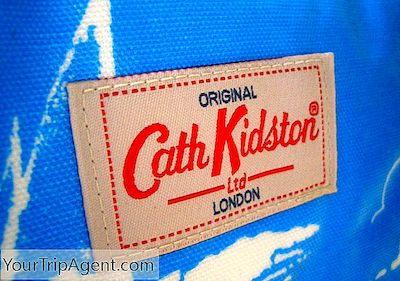 ORIGINAL
Cath Kidston®
Ltd
LONDON
YourTripAgent.com